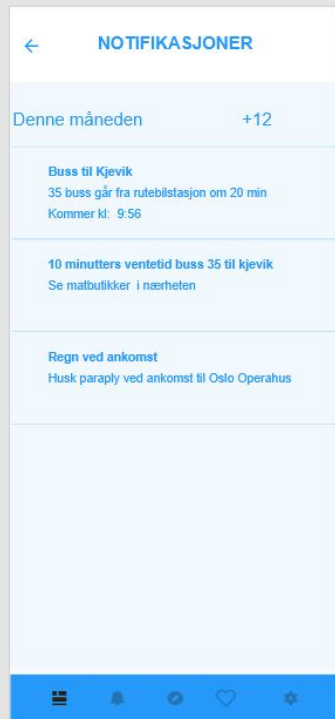 NOTIFIKASJONER
Denne måneden +12
Buss til Kjevik
35 buss går fra rutebilstasjon om 20 min
Kommer kl: 9:56
10 minutters ventetid buss 35 til kjevik
Se matbutikker i nærheten
Regn ved ankomst
Husk paraply ved ankomst til Oslo Operahus